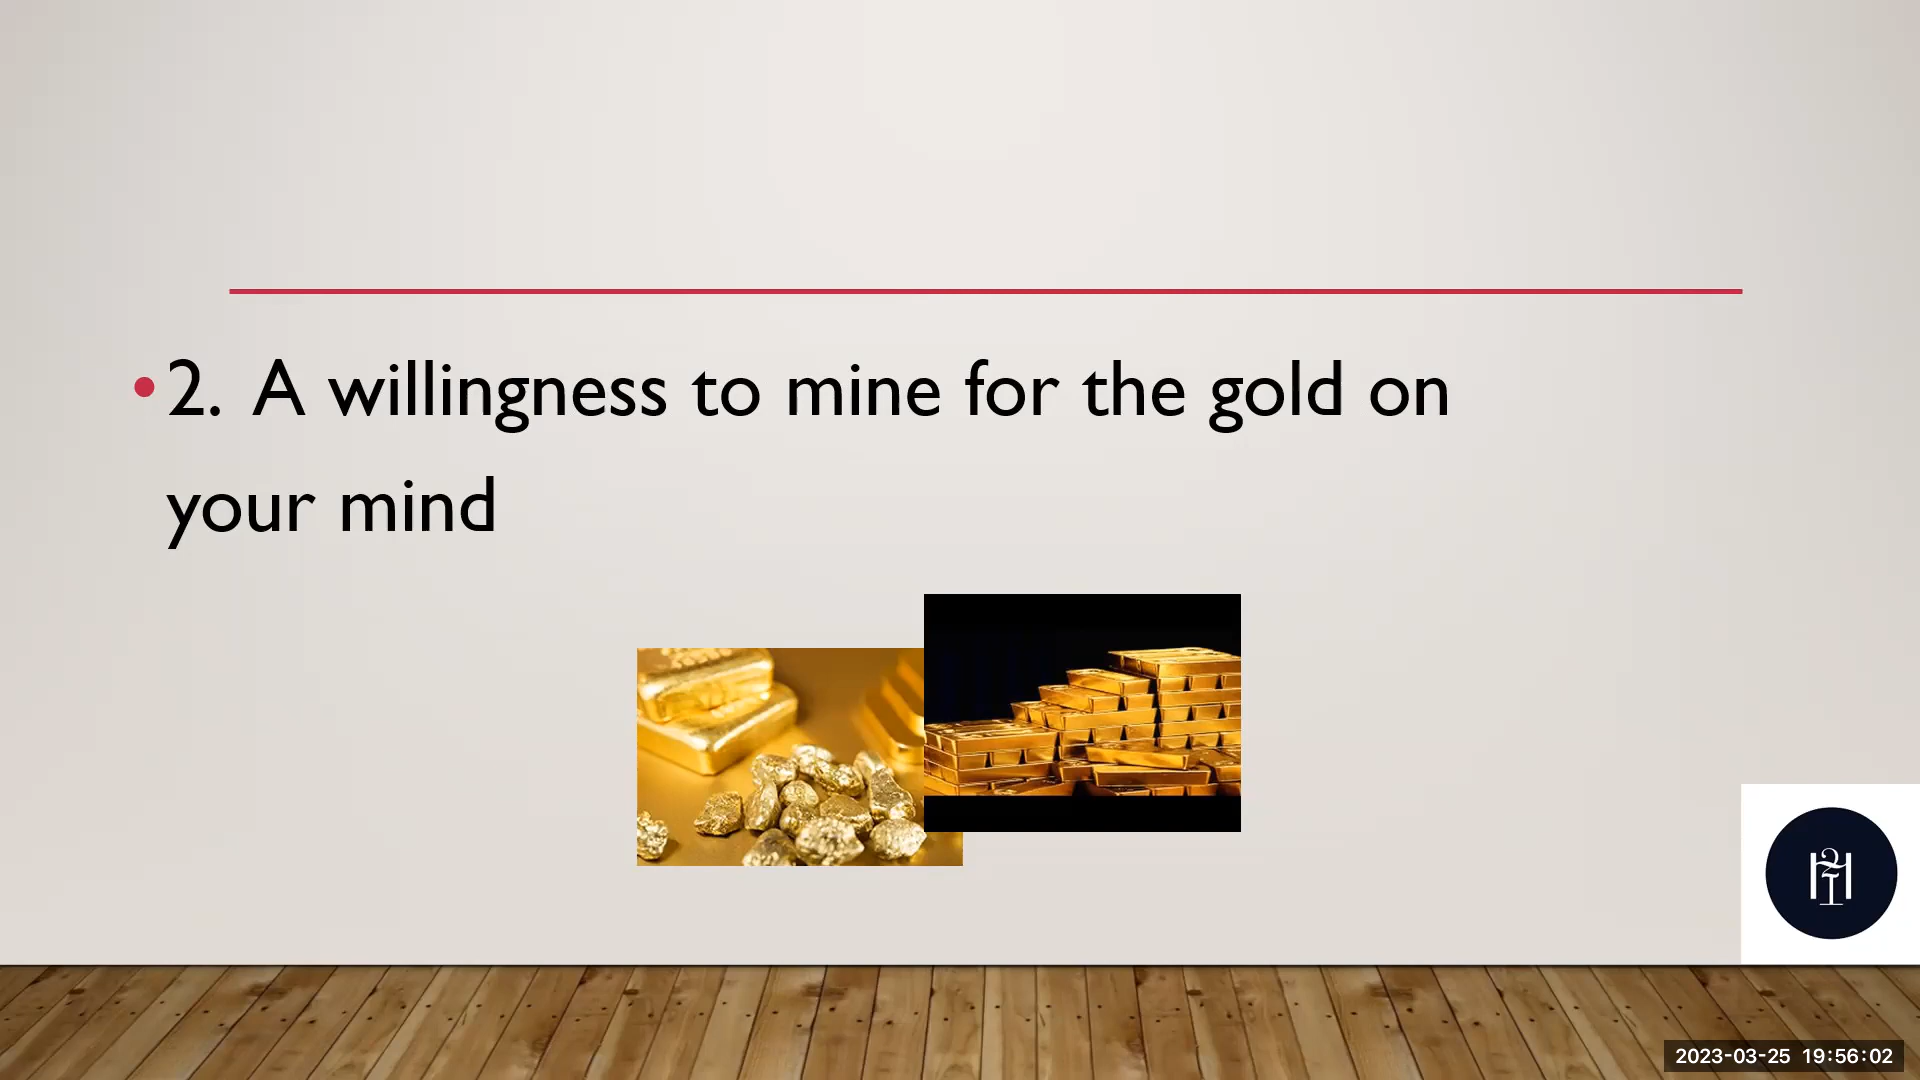 • 2. A willingness to mine for the gold on
your mind
2023-03-25 19:56:02